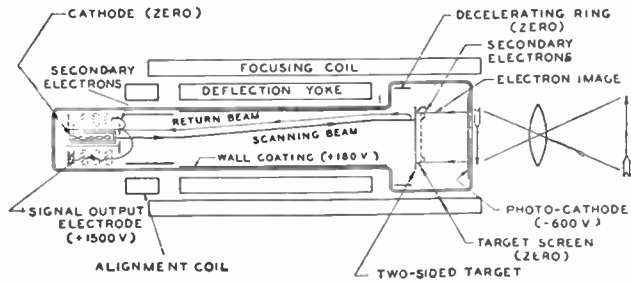 CATHODE (ZERO)
DECELERATING RING
(ZERO)
SECONDARY
ELECTRONS
FOCUSING COIL
SECONDARY
ELECTRONS
ELECTRON IMAGE
DEFLECTION YOKE
RETURN BEAM
SCANNING BEAM
WALL COATING (+180 V)
SIGNAL OUTPUT
ELECTRODE
(+1500 V)
PHOTO-CATHODE
(-600 V)
TARGET SCREEN
(ZERO)
ALIGNMENT COIL
TWO-SIDED TARGET